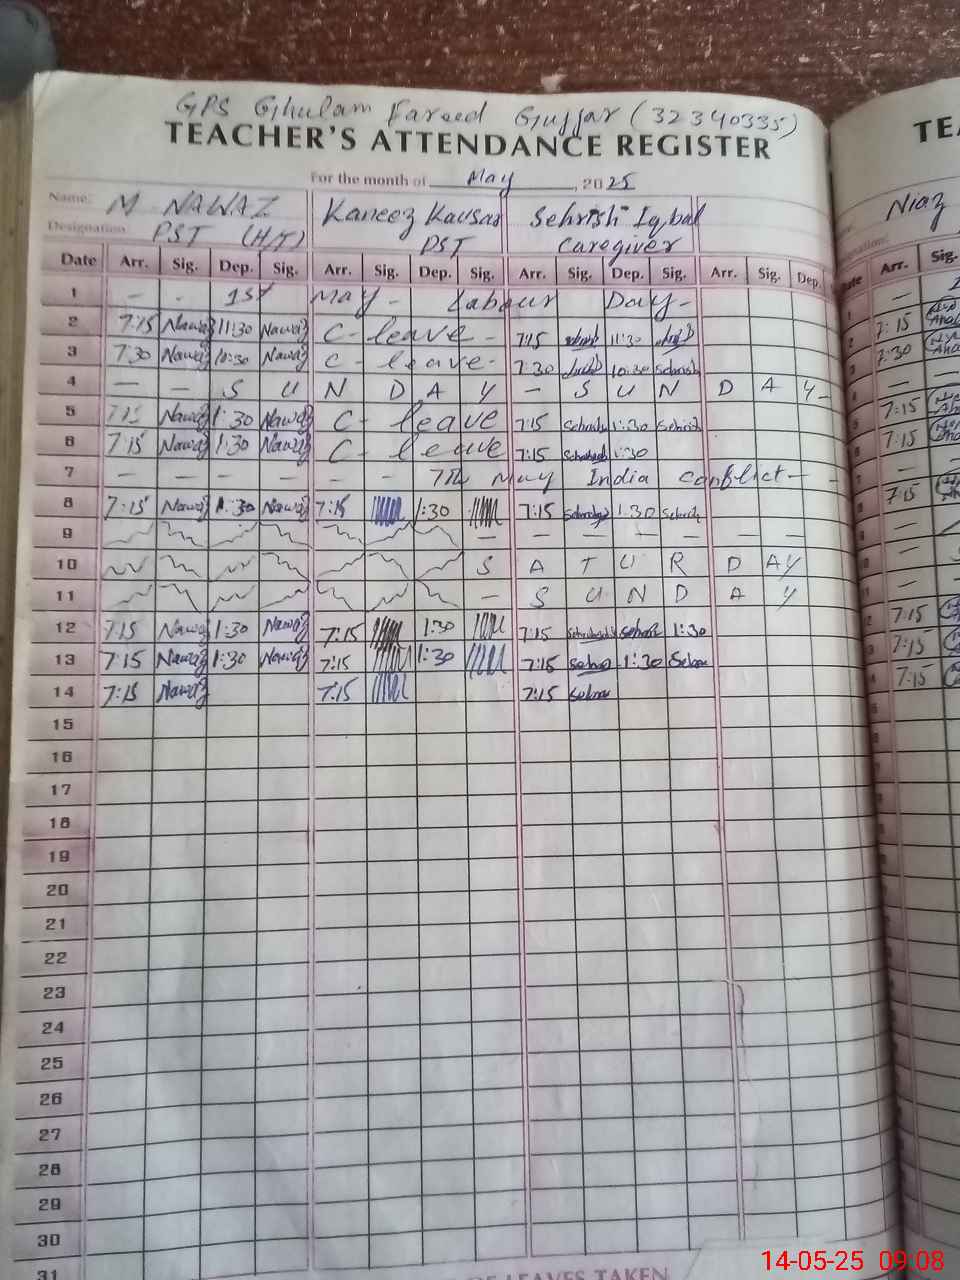 GPS Ghulam Fareed Gujjar (32340335)
TEACHER'S ATTENDANCE REGISTER
For the month of May, 2025
Name: M NAWAZ Kaneez Kausar Sehrish Iqbal
Designation PST (H/T) PST Caregiver
Date Arr. Sig. Dep. Sig. Arr. Sig. Dep. Sig. Arr. Sig. Dep. Sig. Arr. Sig. Dep.
1 - - 1st May - Labour Day -
2 7:15 Nawaz 11:30 Nawaz C-leave - 7:15 11:30
3 7:30 Nawaz 10:30 Nawaz C-leave - 7:30 10:30 Sehrish
4 - - S U N D A Y - S U N D A Y -
5 7:15 Nawaz 1:30 Nawaz C-leave 7:15 Sehrish 1:30 Sehrish
6 7:15 Nawaz 1:30 Nawaz C-leave 7:15 1:30
7 - - - - - - 7th May India Conflict - -
8 7:15 Nawaz 1:30 Nawaz 7:15 1:30 7:15 1:30 Sehrish
9 - - - - - - -
10 S A T U R D A Y
11 - S U N D A Y
12 7:15 Nawaz 1:30 Nawaz 7:15 1:30 7:15 1:30
13 7:15 Nawaz 1:30 Nawaz 7:15 1:30 7:15 1:30
14 7:15 Nawaz 7:15 7:15
15
16
17
18
19
20
21
22
23
24
25
26
27
28
29
30
31
LEAVES TAKEN
Niaz
Arr. Sig.
7:15
7:30
7:15
7:15
7:15
7:15
7:15
7:15
14-05-25 09:08